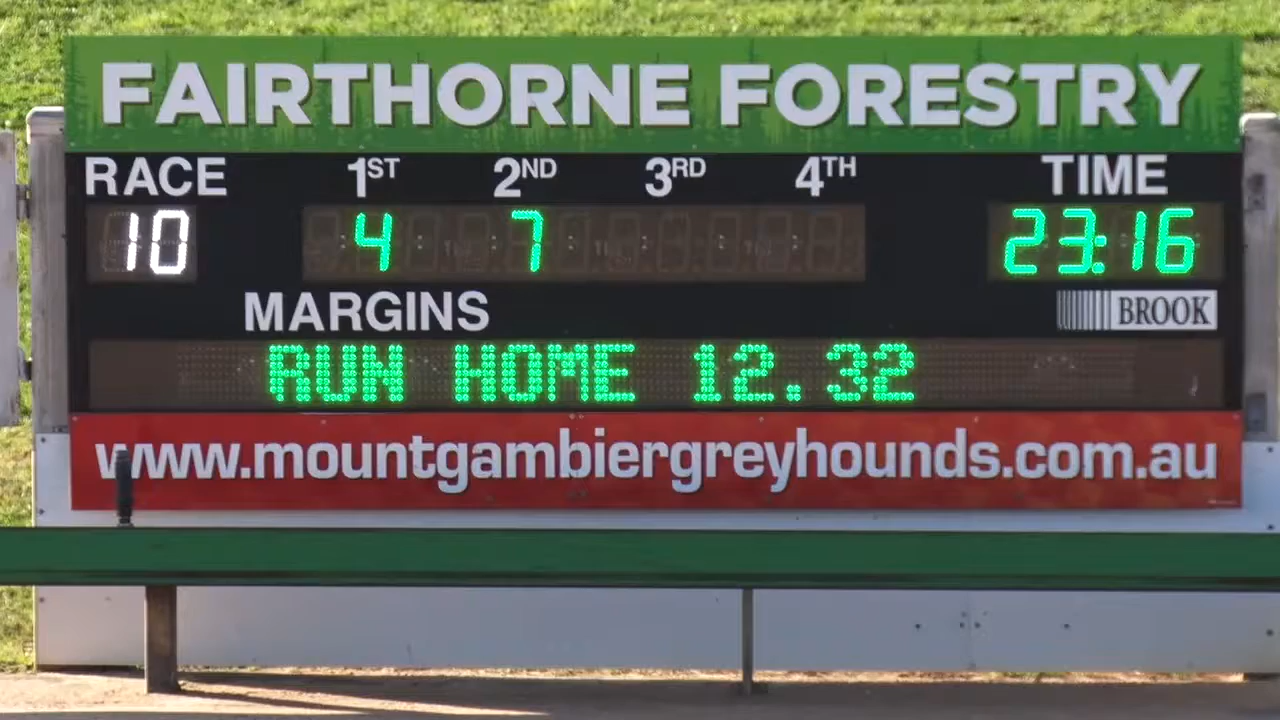 FAIRTHORNE FORESTRY
RACE 1ST 2ND 3RD 4TH TIME
10 4 7 23:16
MARGINS BROOK
RUN HOME 12.32
www.mountgambiergreyhounds.com.au